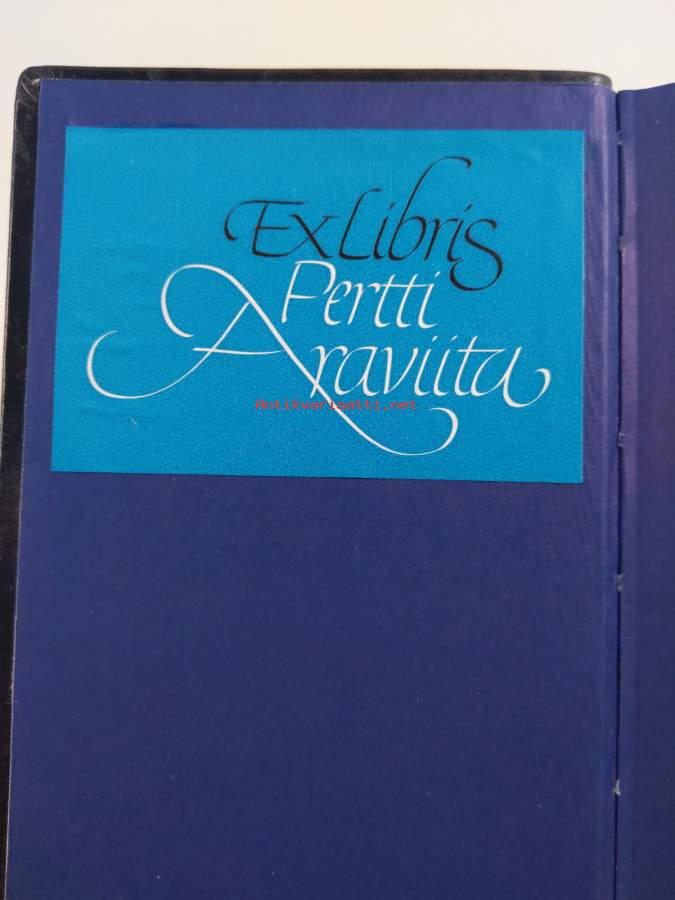 Ex Libris
Pertti
Araviita
Antikvariaatti.net